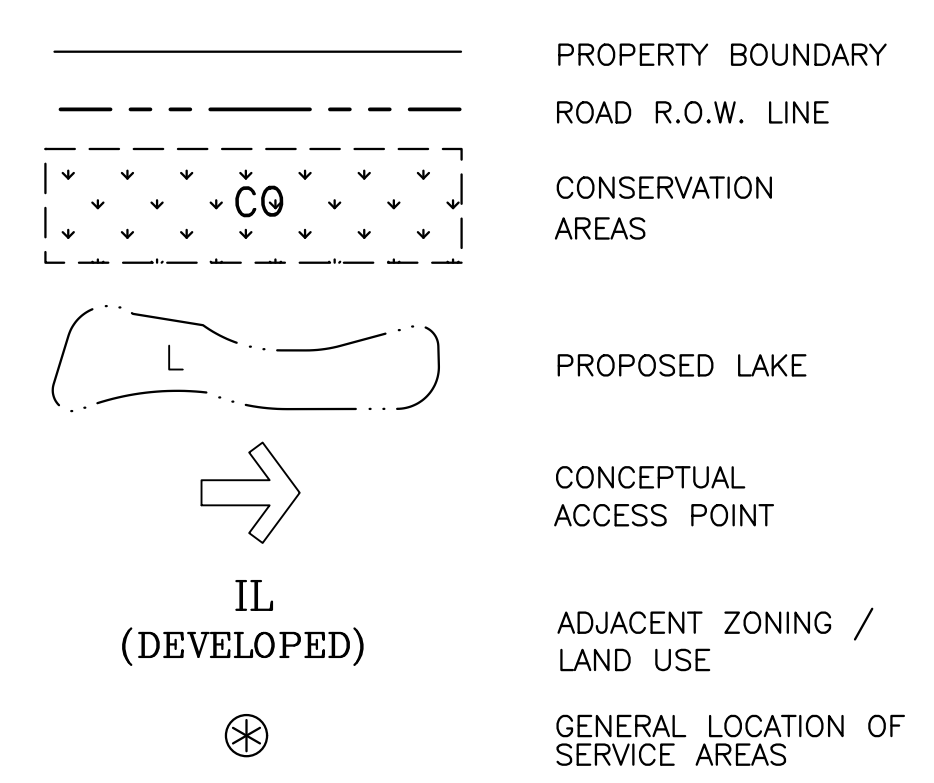 PROPERTY BOUNDARY
ROAD R.O.W. LINE
CO
CONSERVATION
AREAS
L
PROPOSED LAKE
CONCEPTUAL
ACCESS POINT
IL
(DEVELOPED)
ADJACENT ZONING /
LAND USE
GENERAL LOCATION OF
SERVICE AREAS